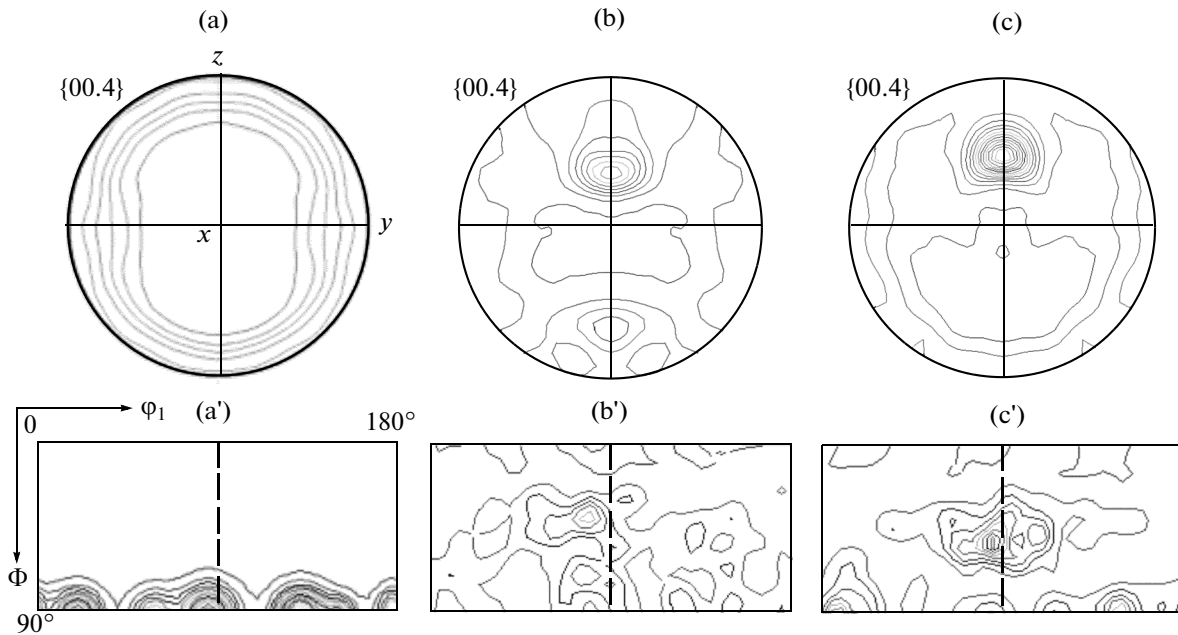 (a)
(b)
(c)
z
{00.4}
{00.4}
{00.4}
x
y
φ₁
(a')
180°
(b')
(c')
0
Φ
90°